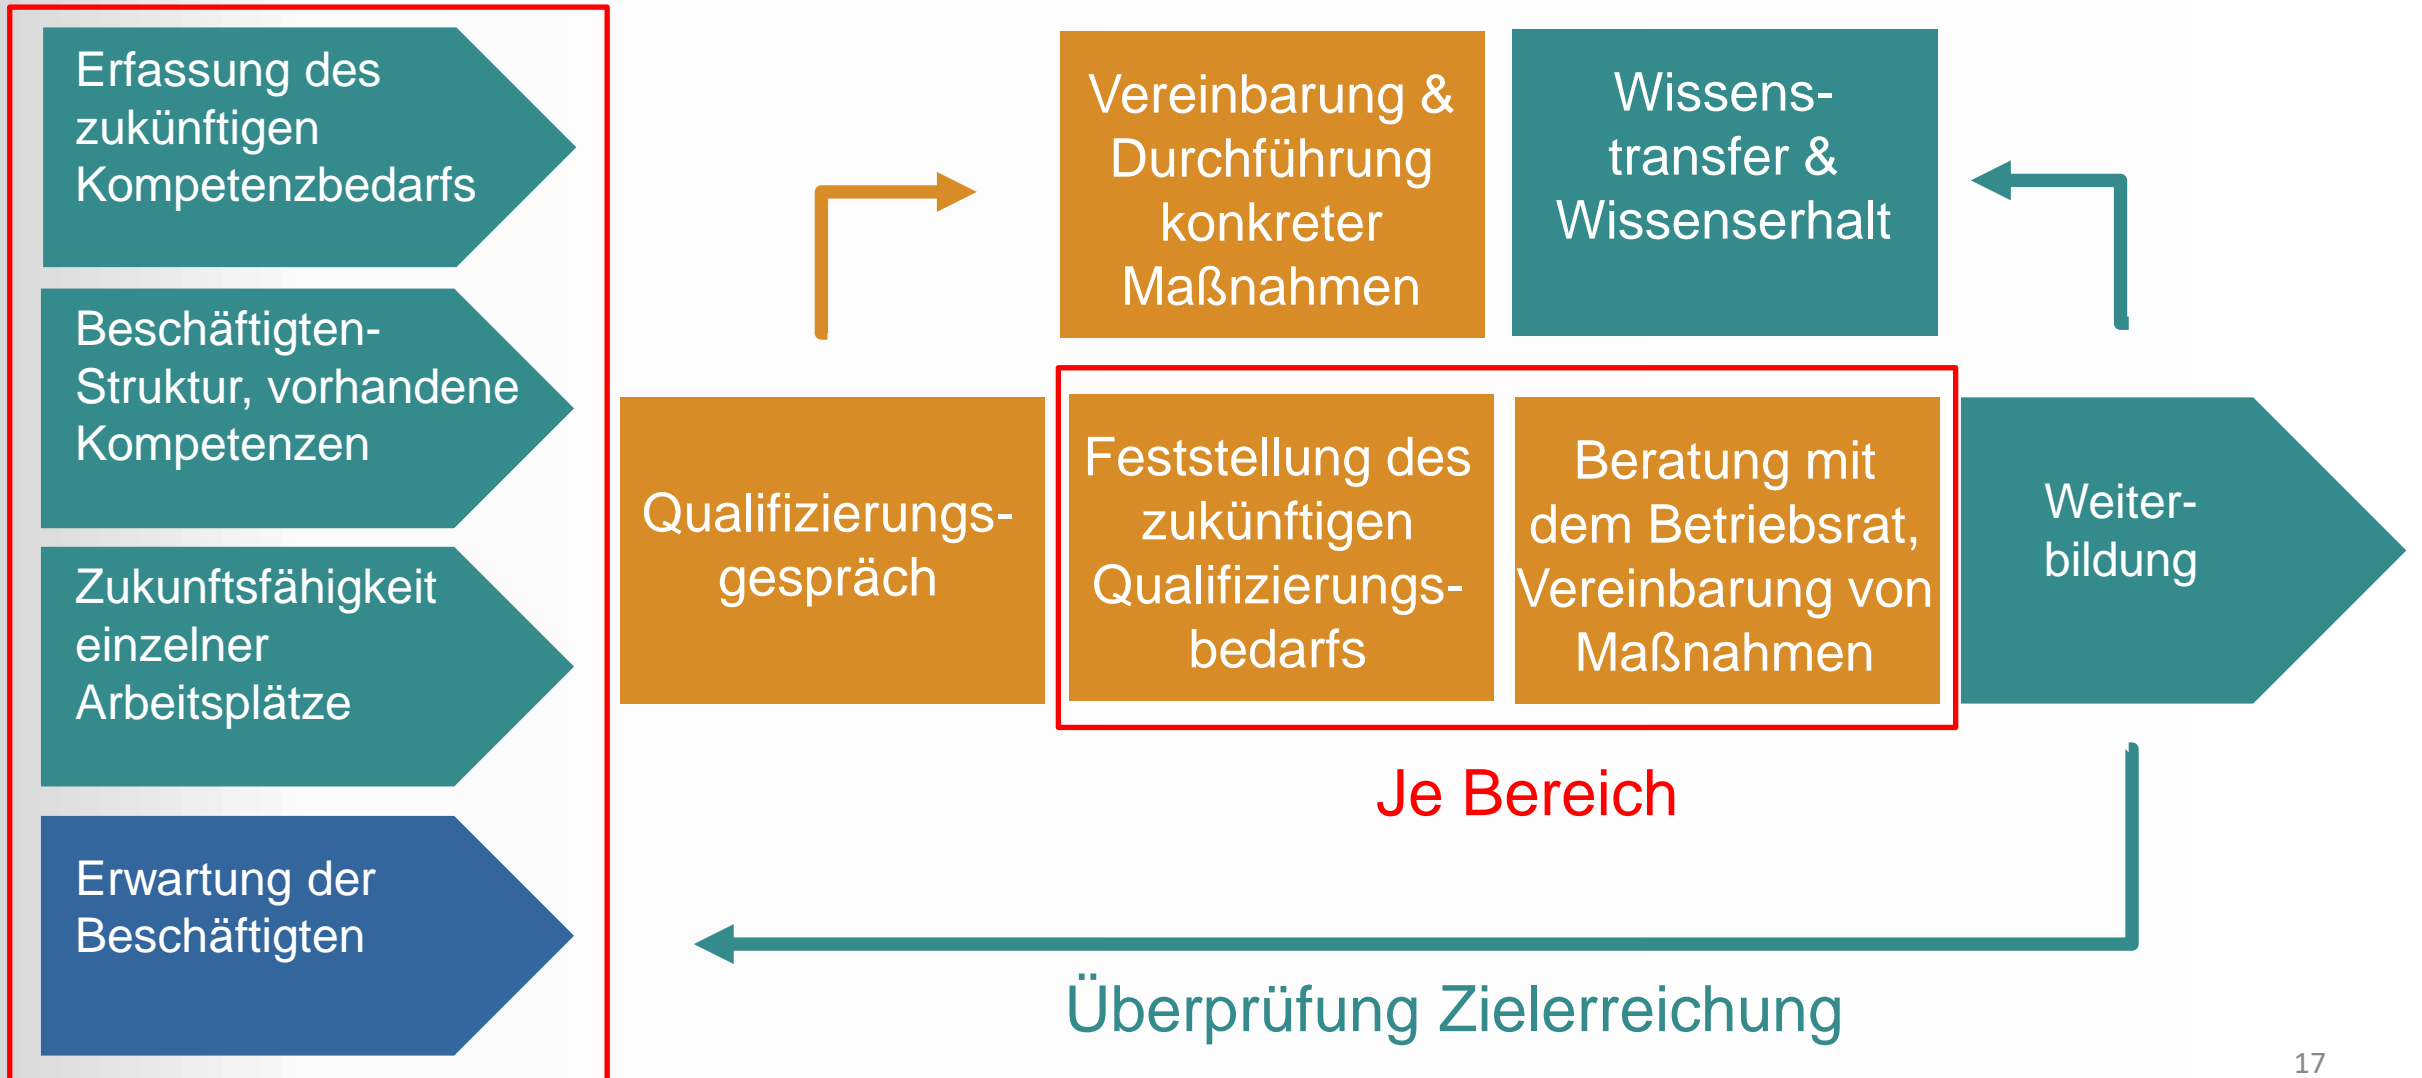 Erfassung des
zukünftigen
Kompetenzbedarfs
Beschäftigten-
Struktur, vorhandene
Kompetenzen
Zukunftsfähigkeit
einzelner
Arbeitsplätze
Erwartung der
Beschäftigten
Qualifizierungs-
gespräch
Vereinbarung &
Durchführung
konkreter
Maßnahmen
Wissens-
transfer &
Wissenserhalt
Feststellung des
zukünftigen
Qualifizierungs-
bedarfs
Beratung mit
dem Betriebsrat,
Vereinbarung von
Maßnahmen
Weiter-
bildung
Je Bereich
Überprüfung Zielerreichung
17